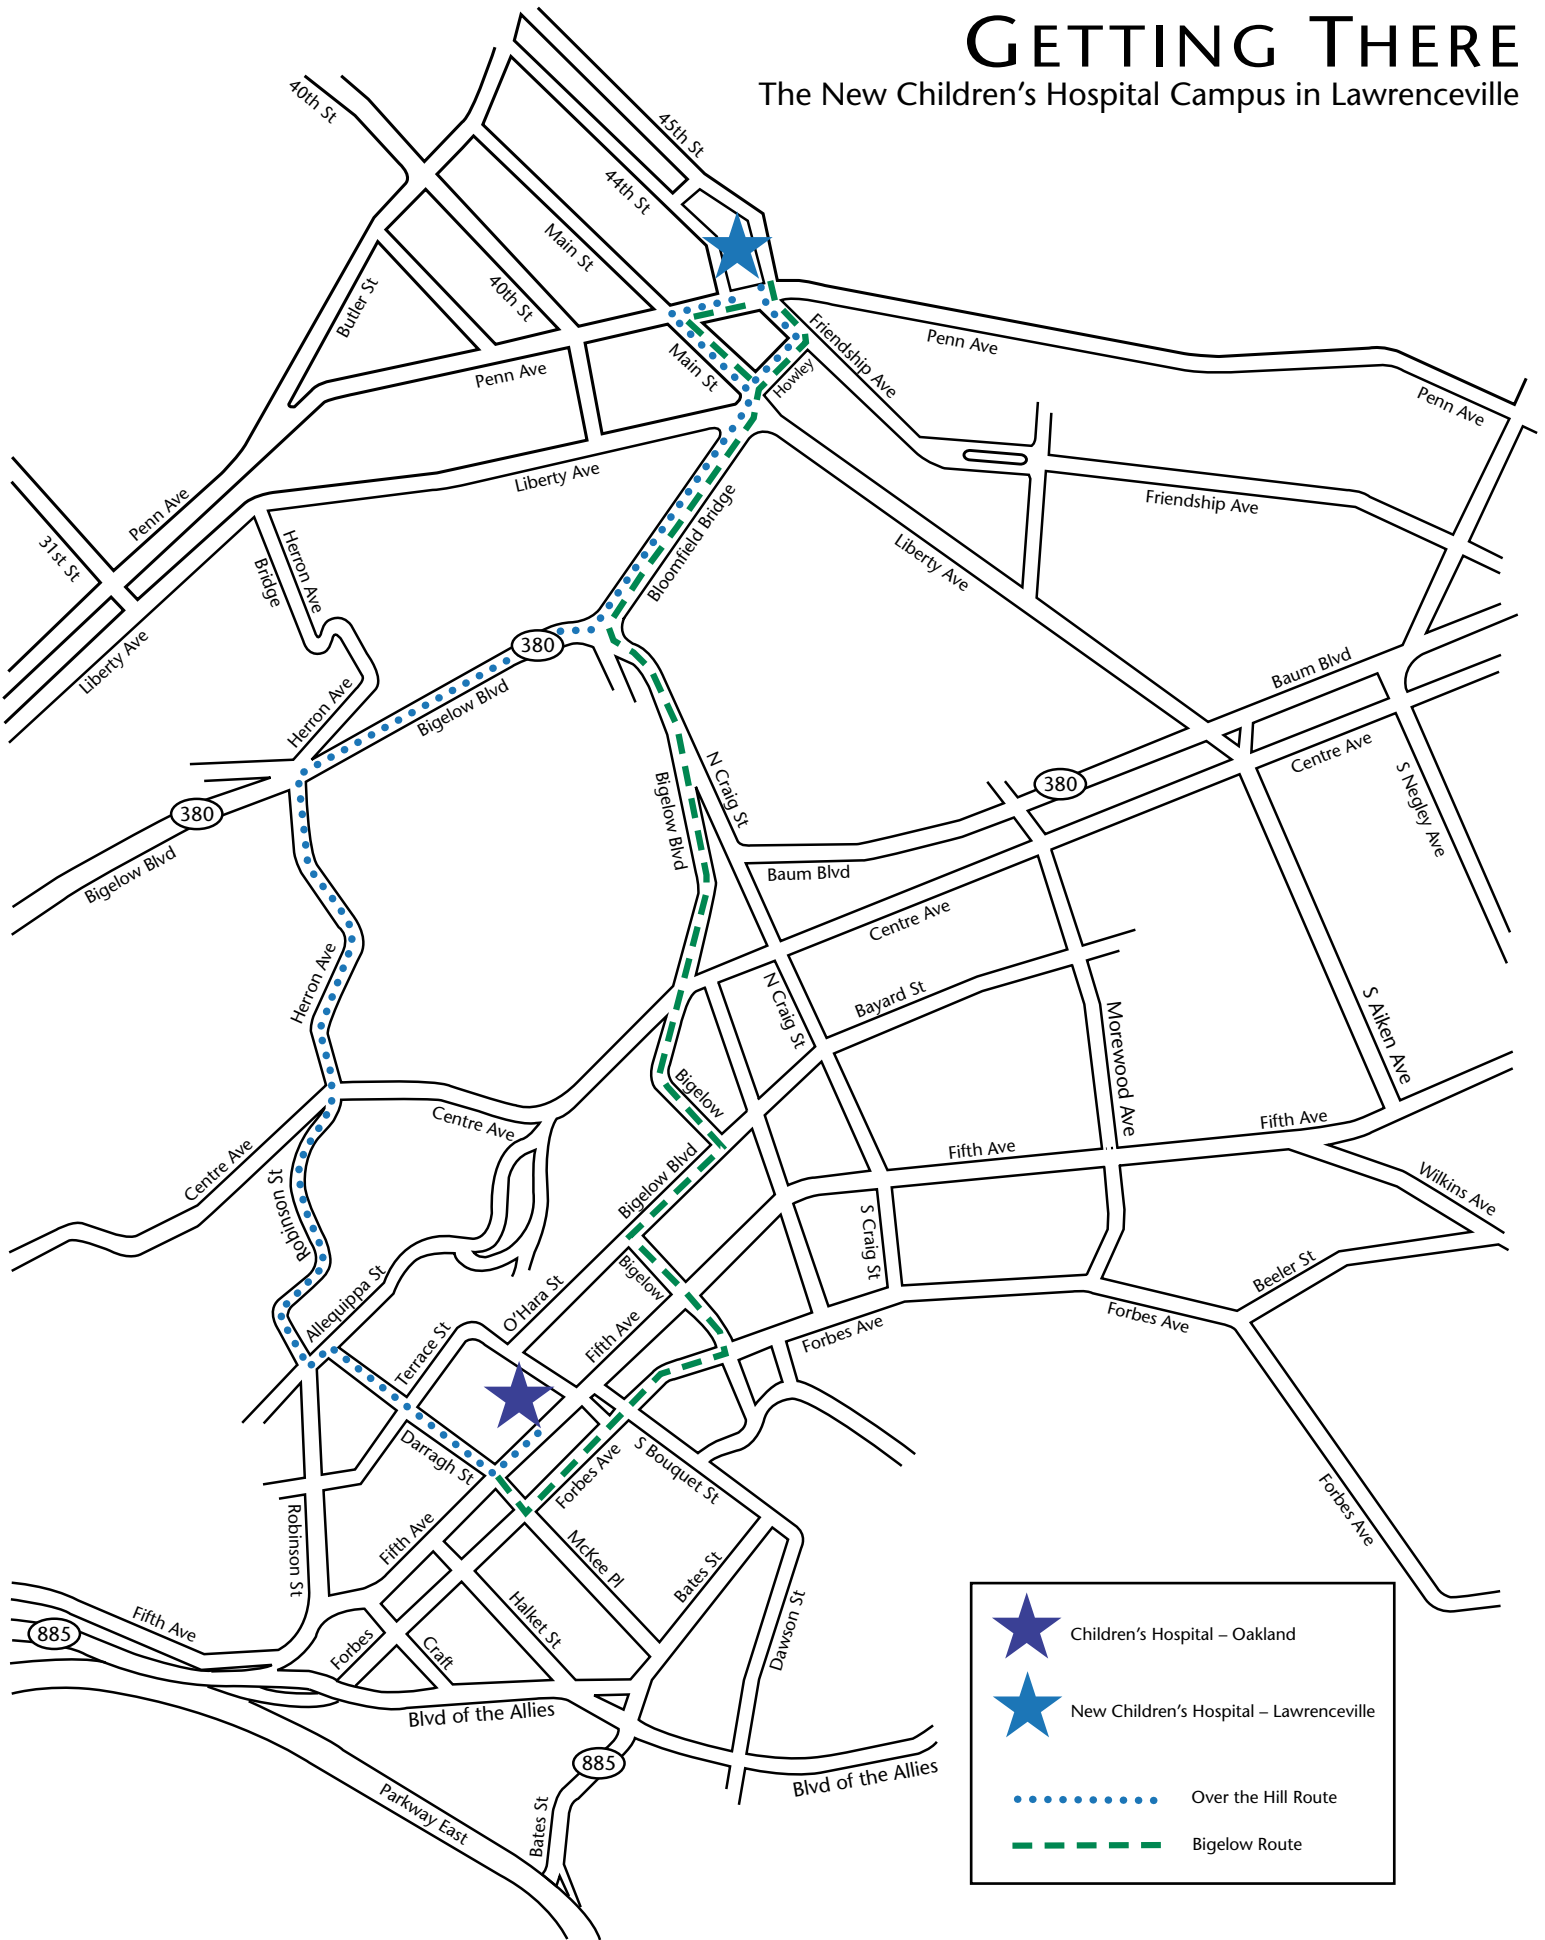 GETTING THERE
The New Children's Hospital Campus in Lawrenceville
40th St
45th St
44th St
Main St
40th St
Butler St
Penn Ave
Main St
Howley
Friendship Ave
Penn Ave
Penn Ave
Liberty Ave
Penn Ave
31st St
Liberty Ave
Herron Ave
Bridge
Bloomfield Bridge
Liberty Ave
Friendship Ave
380
Bigelow Blvd
Herron Ave
380
Bigelow Blvd
Baum Blvd
Centre Ave
S Negley Ave
380
N Craig St
Bigelow Blvd
Baum Blvd
Centre Ave
Herron Ave
N Craig St
Bayard St
Morewood Ave
S Aiken Ave
Centre Ave
Bigelow
Centre Ave
Robinson St
Bigelow Blvd
Fifth Ave
Fifth Ave
Wilkins Ave
S Craig St
Beeler St
Allequippa St
Bigelow
O'Hara St
Fifth Ave
Terrace St
Forbes Ave
Forbes Ave
Darragh St
Forbes Ave
S Bouquet St
Forbes Ave
Robinson St
Fifth Ave
McKee Pl
Bates St
Halket St
Dawson St
Fifth Ave
885
Forbes
Craft
Blvd of the Allies
885
Blvd of the Allies
Parkway East
Bates St
Children's Hospital – Oakland
New Children's Hospital – Lawrenceville
Over the Hill Route
Bigelow Route